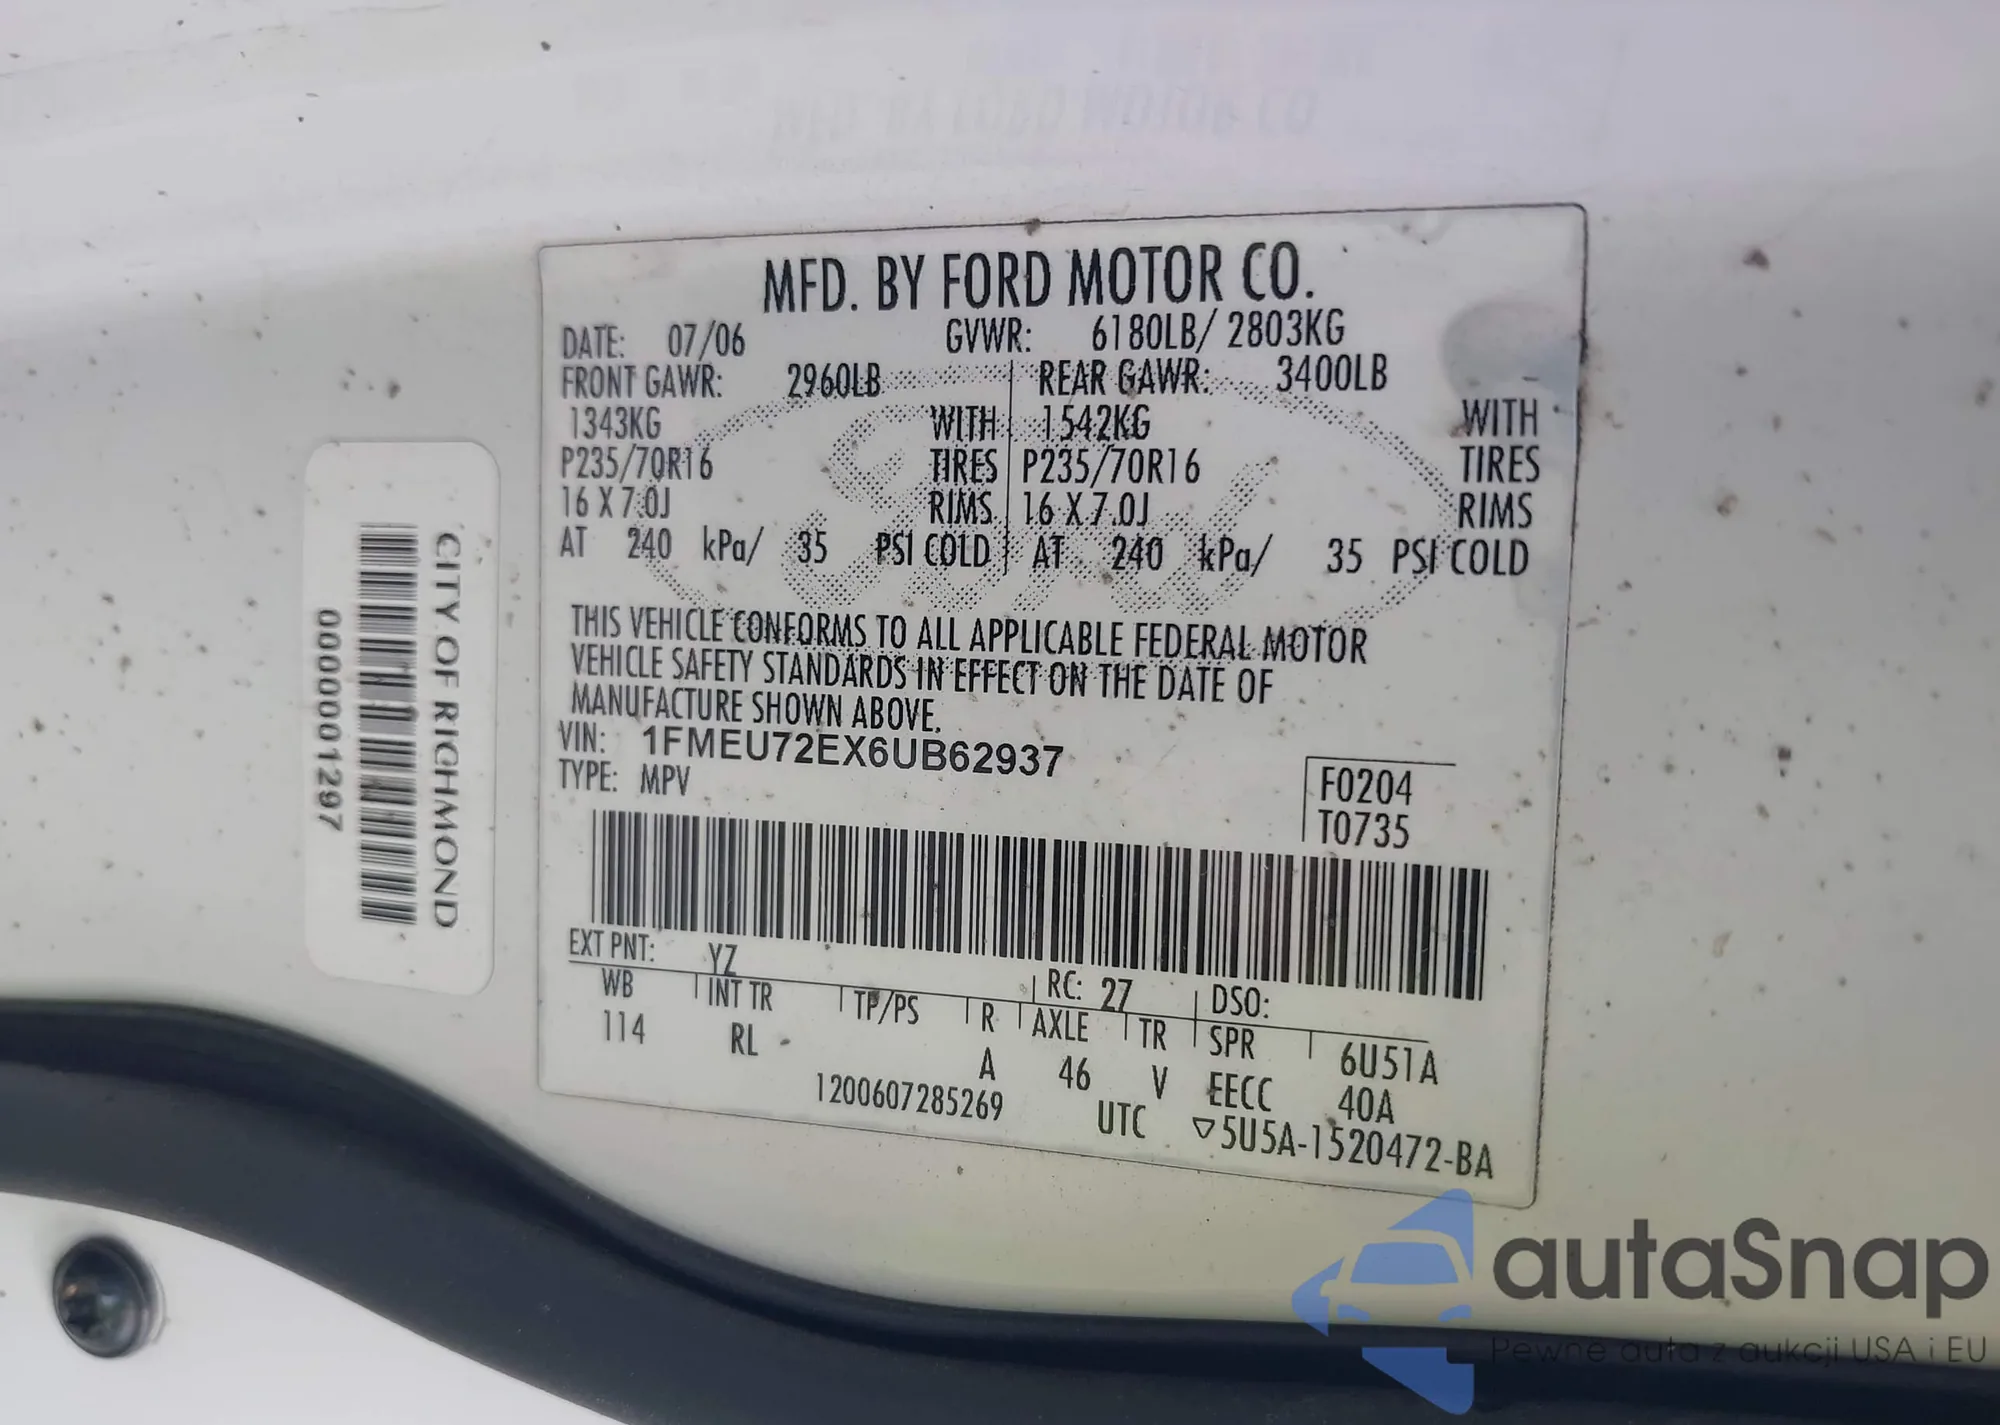 MFD. BY FORD MOTOR CO.
DATE: 07/06 GVWR: 6180LB/ 2803KG
FRONT GAWR: 2960LB REAR GAWR: 3400LB
1343KG WITH 1542KG WITH
P235/70R16 TIRES P235/70R16 TIRES
16 X 7.0J RIMS 16 X 7.0J RIMS
AT 240 kPa/ 35 PSI COLD AT 240 kPa/ 35 PSI COLD
THIS VEHICLE CONFORMS TO ALL APPLICABLE FEDERAL MOTOR
VEHICLE SAFETY STANDARDS IN EFFECT ON THE DATE OF
MANUFACTURE SHOWN ABOVE.
VIN: 1FMEU72EX6UB62937
TYPE: MPV
F0204
T0735
EXT PNT: YZ RC: 27 DSO:
WB INT TR TP/PS R AXLE TR SPR 6U51A
114 RL A 46 V EECC 40A
1200607285269 UTC ▽5U5A-1520472-BA
CITY OF RICHMOND
0000001297
Ford
autaSnap
Pewne auta z aukcji USA i EU